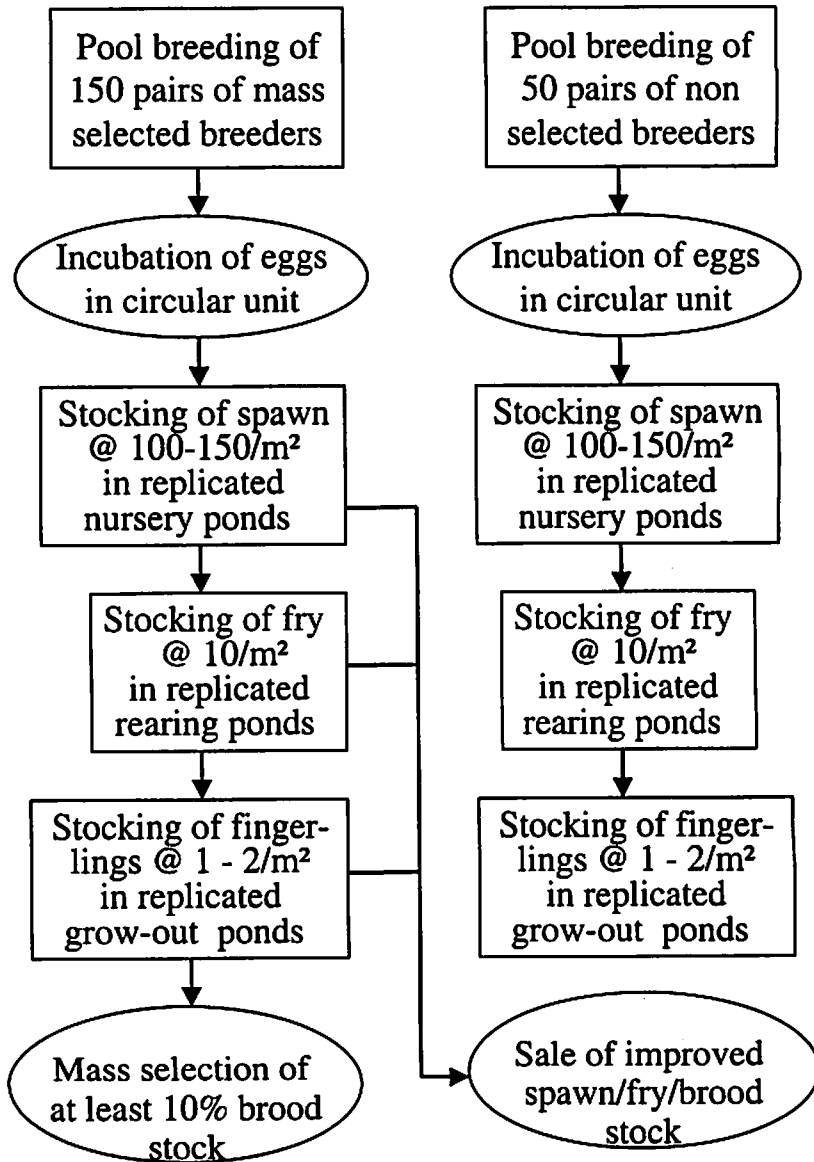 Pool breeding of
150 pairs of mass
selected breeders
Incubation of eggs
in circular unit
Stocking of spawn
@ 100-150/m²
in replicated
nursery ponds
Stocking of fry
@ 10/m²
in replicated
rearing ponds
Stocking of finger-
lings @ 1 - 2/m²
in replicated
grow-out ponds
Mass selection of
at least 10% brood
stock
Pool breeding of
50 pairs of non
selected breeders
Incubation of eggs
in circular unit
Stocking of spawn
@ 100-150/m²
in replicated
nursery ponds
Stocking of fry
@ 10/m²
in replicated
rearing ponds
Stocking of finger-
lings @ 1 - 2/m²
in replicated
grow-out ponds
Sale of improved
spawn/fry/brood
stock